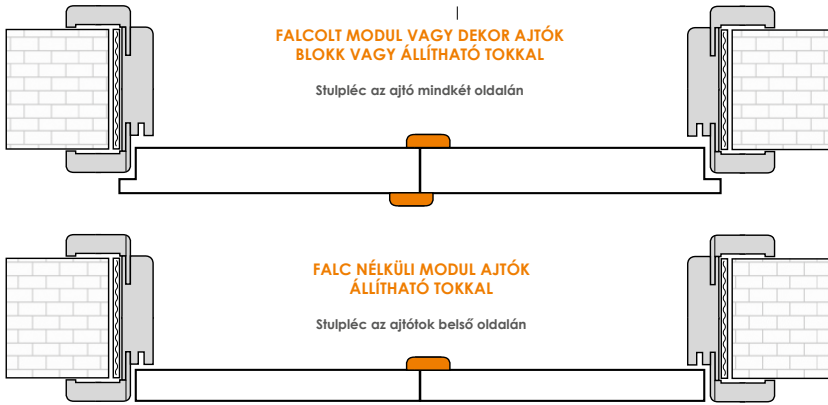 FALCOLT MODUL VAGY DEKOR AJTÓK
BLOKK VAGY ÁLLÍTHATÓ TOKKAL
Stulpléc az ajtó mindkét oldalán
FALC NÉLKÜLI MODUL AJTÓK
ÁLLÍTHATÓ TOKKAL
Stulpléc az ajtótok belső oldalán